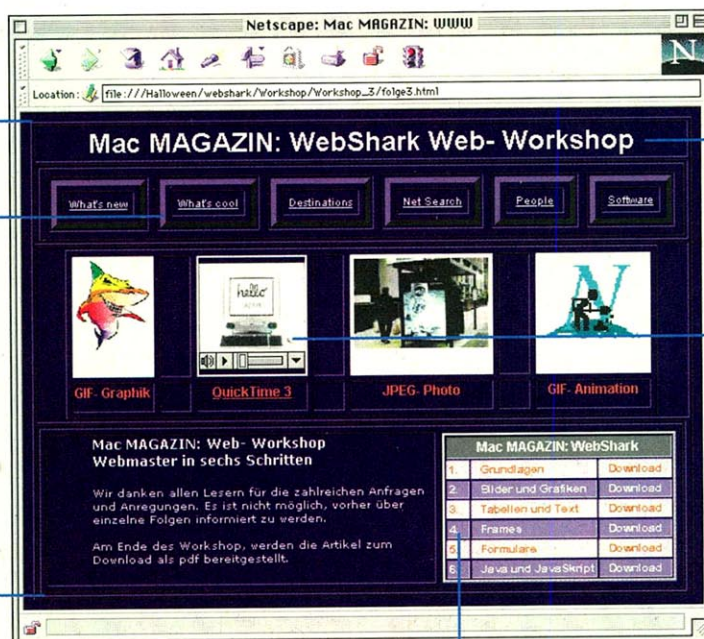 Netscape: Mac MAGAZIN: WWW
N
Location: file:///Halloween/webshark/Workshop/Workshop_3/folge3.html
Mac MAGAZIN: WebShark Web- Workshop
What's new What's cool Destinations Net Search People Software
hello
N
GIF- Graphik QuickTime 3 JPEG- Photo GIF- Animation
Mac MAGAZIN: Web- Workshop
Webmaster in sechs Schritten
Wir danken allen Lesern für die zahlreichen Anfragen
und Anregungen. Es ist nicht möglich, vorher über
einzelne Folgen informiert zu werden.
Am Ende des Workshop, werden die Artikel zum
Download als pdf bereitgestellt.
Mac MAGAZIN: WebShark
1. Grundlagen Download
2. Bilder und Grafiken Download
3. Tabellen und Text Download
4. Frames Download
5. Formulare Download
6. Java und JavaSkript Download